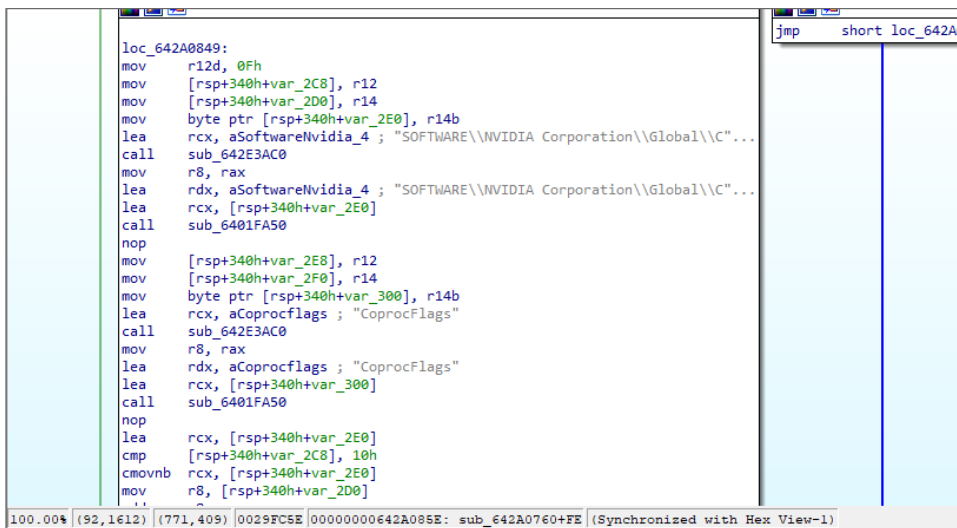 jmp     short loc_642A
loc_642A0849:
mov     r12d, 0Fh
mov     [rsp+340h+var_2C8], r12
mov     [rsp+340h+var_2D0], r14
mov     byte ptr [rsp+340h+var_2E0], r14b
lea     rcx, aSoftwareNvidia_4 ; "SOFTWARE\\NVIDIA Corporation\\Global\\C"...
call    sub_642E3AC0
mov     r8, rax
lea     rdx, aSoftwareNvidia_4 ; "SOFTWARE\\NVIDIA Corporation\\Global\\C"...
lea     rcx, [rsp+340h+var_2E0]
call    sub_6401FA50
nop
mov     [rsp+340h+var_2E8], r12
mov     [rsp+340h+var_2F0], r14
mov     byte ptr [rsp+340h+var_300], r14b
lea     rcx, aCoprocflags ; "CoprocFlags"
call    sub_642E3AC0
mov     r8, rax
lea     rdx, aCoprocflags ; "CoprocFlags"
lea     rcx, [rsp+340h+var_300]
call    sub_6401FA50
nop
lea     rcx, [rsp+340h+var_2E0]
cmp     [rsp+340h+var_2C8], 10h
cmovnb  rcx, [rsp+340h+var_2E0]
mov     r8, [rsp+340h+var_2D0]
100.00% (92,1612) (771,409) 0029FC5E 00000000642A085E: sub_642A0760+FE (Synchronized with Hex View-1)